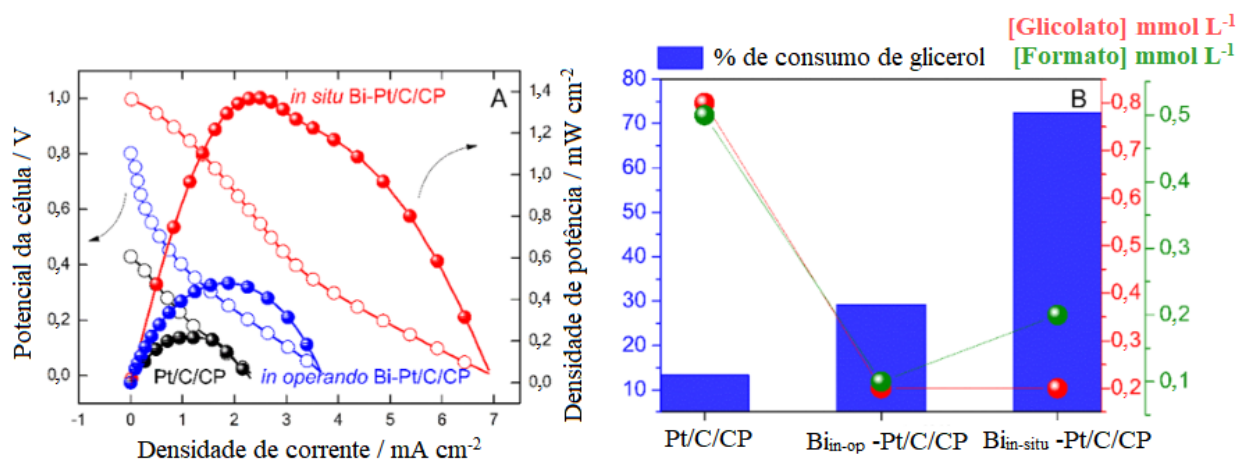 A
in situ Bi-Pt/C/CP
Pt/C/CP
in operando Bi-Pt/C/CP
Potencial da célula / V
1,0
0,8
0,6
0,4
0,2
0,0
Densidade de potência / mW cm-2
1,4
1,2
1,0
0,8
0,6
0,4
0,2
0,0
-1 0 1 2 3 4 5 6 7
Densidade de corrente / mA cm-2
[Glicolato] mmol L-1
[Formato] mmol L-1
% de consumo de glicerol
B
80
70
60
50
40
30
20
10
0,8
0,7
0,6
0,5
0,4
0,3
0,2
0,5
0,4
0,3
0,2
0,1
Pt/C/CP Biin-op -Pt/C/CP Biin-situ -Pt/C/CP